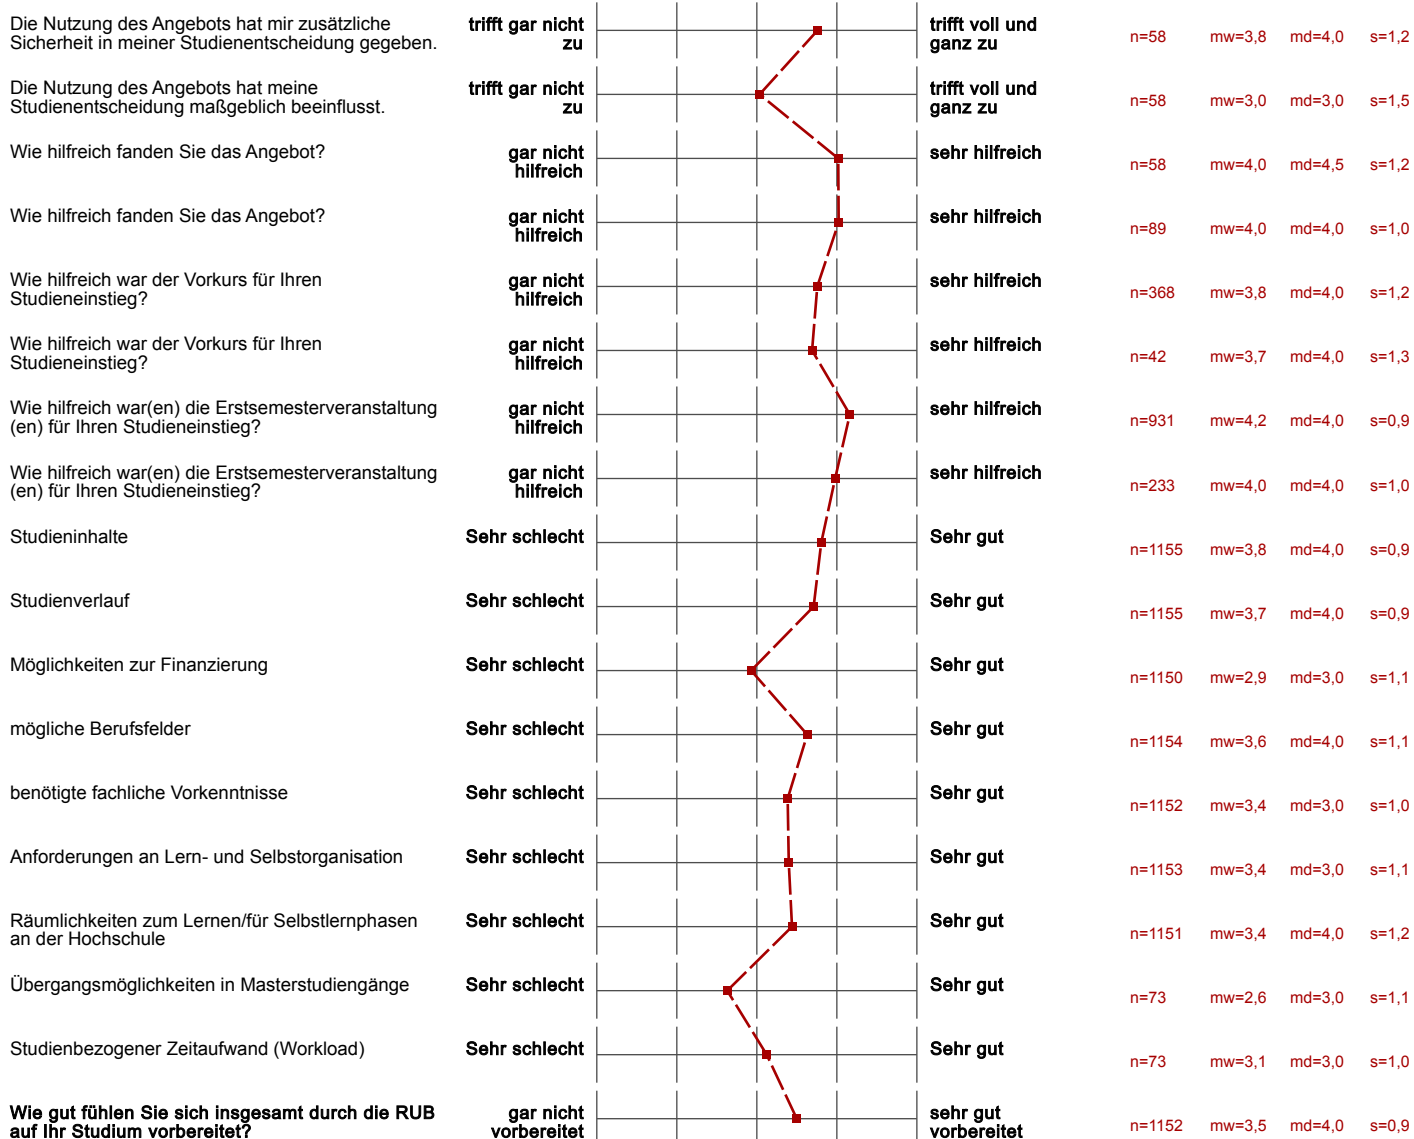 Die Nutzung des Angebots hat mir zusätzliche
Sicherheit in meiner Studienentscheidung gegeben.
trifft gar nicht
zu
trifft voll und
ganz zu
n=58 mw=3,8 md=4,0 s=1,2
Die Nutzung des Angebots hat meine
Studienentscheidung maßgeblich beeinflusst.
trifft gar nicht
zu
trifft voll und
ganz zu
n=58 mw=3,0 md=3,0 s=1,5
Wie hilfreich fanden Sie das Angebot?
gar nicht
hilfreich
sehr hilfreich
n=58 mw=4,0 md=4,5 s=1,2
Wie hilfreich fanden Sie das Angebot?
gar nicht
hilfreich
sehr hilfreich
n=89 mw=4,0 md=4,0 s=1,0
Wie hilfreich war der Vorkurs für Ihren
Studieneinstieg?
gar nicht
hilfreich
sehr hilfreich
n=368 mw=3,8 md=4,0 s=1,2
Wie hilfreich war der Vorkurs für Ihren
Studieneinstieg?
gar nicht
hilfreich
sehr hilfreich
n=42 mw=3,7 md=4,0 s=1,3
Wie hilfreich war(en) die Erstsemesterveranstaltung
(en) für Ihren Studieneinstieg?
gar nicht
hilfreich
sehr hilfreich
n=931 mw=4,2 md=4,0 s=0,9
Wie hilfreich war(en) die Erstsemesterveranstaltung
(en) für Ihren Studieneinstieg?
gar nicht
hilfreich
sehr hilfreich
n=233 mw=4,0 md=4,0 s=1,0
Studieninhalte
Sehr schlecht
Sehr gut
n=1155 mw=3,8 md=4,0 s=0,9
Studienverlauf
Sehr schlecht
Sehr gut
n=1155 mw=3,7 md=4,0 s=0,9
Möglichkeiten zur Finanzierung
Sehr schlecht
Sehr gut
n=1150 mw=2,9 md=3,0 s=1,1
mögliche Berufsfelder
Sehr schlecht
Sehr gut
n=1154 mw=3,6 md=4,0 s=1,1
benötigte fachliche Vorkenntnisse
Sehr schlecht
Sehr gut
n=1152 mw=3,4 md=3,0 s=1,0
Anforderungen an Lern- und Selbstorganisation
Sehr schlecht
Sehr gut
n=1153 mw=3,4 md=3,0 s=1,1
Räumlichkeiten zum Lernen/für Selbstlernphasen
an der Hochschule
Sehr schlecht
Sehr gut
n=1151 mw=3,4 md=4,0 s=1,2
Übergangsmöglichkeiten in Masterstudiengänge
Sehr schlecht
Sehr gut
n=73 mw=2,6 md=3,0 s=1,1
Studienbezogener Zeitaufwand (Workload)
Sehr schlecht
Sehr gut
n=73 mw=3,1 md=3,0 s=1,0
Wie gut fühlen Sie sich insgesamt durch die RUB
auf Ihr Studium vorbereitet?
gar nicht
vorbereitet
sehr gut
vorbereitet
n=1152 mw=3,5 md=4,0 s=0,9